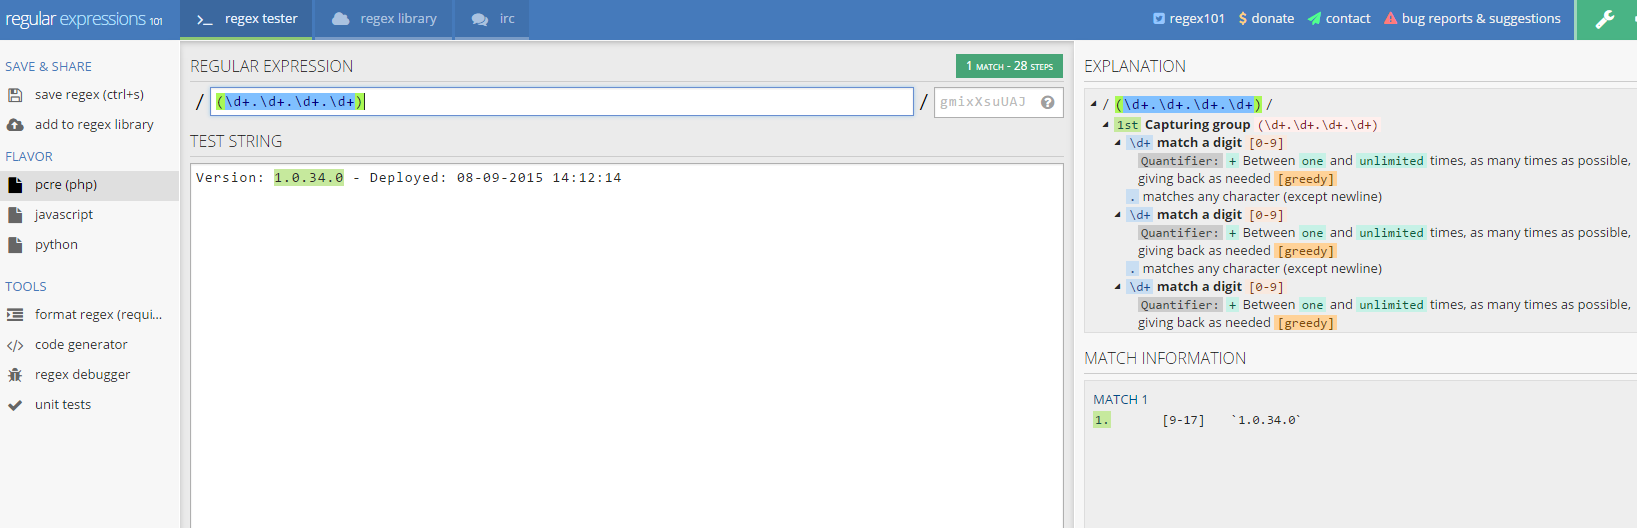 regular expressions 101
regex tester
regex library
irc
regex101
donate
contact
bug reports & suggestions
SAVE & SHARE
save regex (ctrl+s)
add to regex library
FLAVOR
pcre (php)
javascript
python
TOOLS
format regex (requi...
code generator
regex debugger
unit tests
REGULAR EXPRESSION
1 MATCH - 28 STEPS
/ (\d+.\d+.\d+.\d+) / gmixXsuUAJ ?
TEST STRING
Version: 1.0.34.0 - Deployed: 08-09-2015 14:12:14
EXPLANATION
/ (\d+.\d+.\d+.\d+) /
1st Capturing group (\d+.\d+.\d+.\d+)
\d+ match a digit [0-9]
Quantifier: + Between one and unlimited times, as many times as possible,
giving back as needed [greedy]
. matches any character (except newline)
\d+ match a digit [0-9]
Quantifier: + Between one and unlimited times, as many times as possible,
giving back as needed [greedy]
. matches any character (except newline)
\d+ match a digit [0-9]
Quantifier: + Between one and unlimited times, as many times as possible,
giving back as needed [greedy]
MATCH INFORMATION
MATCH 1
1. [9-17] `1.0.34.0`